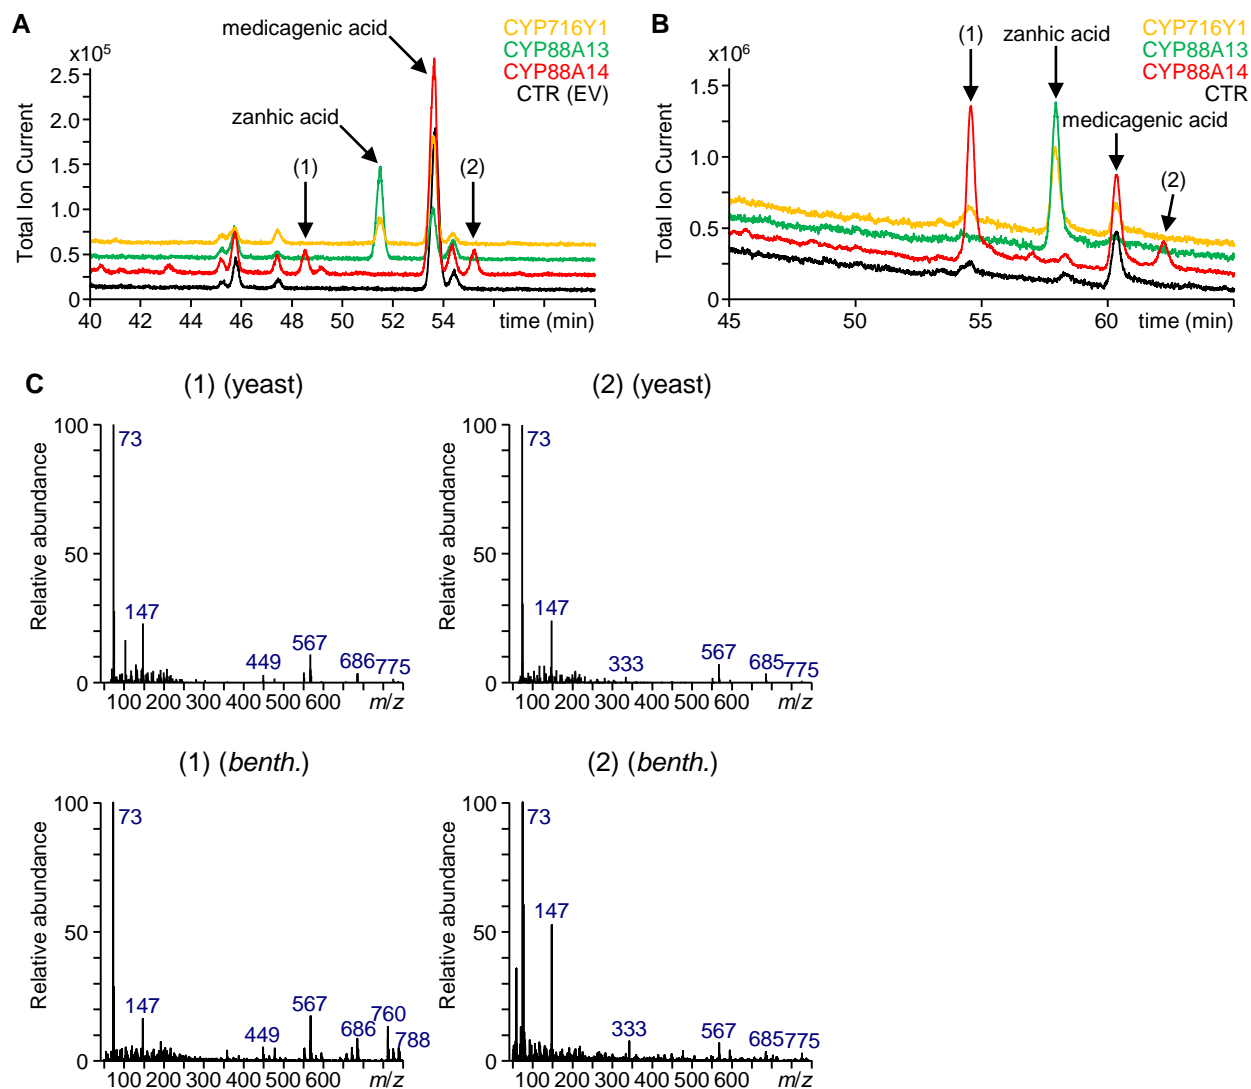 A
x10⁵
medicagenic acid
CYP716Y1
CYP88A13
CYP88A14
CTR (EV)
zanhic acid
(1)
(2)
Total Ion Current
2.5
2.0
1.5
1.0
0.5
0
40 42 44 46 48 50 52 54 time (min)
B
x10⁶
(1)
zanhic acid
CYP716Y1
CYP88A13
CYP88A14
CTR
medicagenic acid
(2)
Total Ion Current
1.5
1.0
0.5
0
45 50 55 60 time (min)
C
(1) (yeast)
Relative abundance
100
50
0
73
147
449
567
686
775
100 200 300 400 500 600 m/z
(2) (yeast)
Relative abundance
100
50
0
73
147
333
567
685
775
100 200 300 400 500 600 m/z
(1) (benth.)
Relative abundance
100
50
0
73
147
449
567
686
760
788
100 200 300 400 500 600 m/z
(2) (benth.)
Relative abundance
100
50
0
73
147
333
567
685
775
100 200 300 400 500 600 m/z